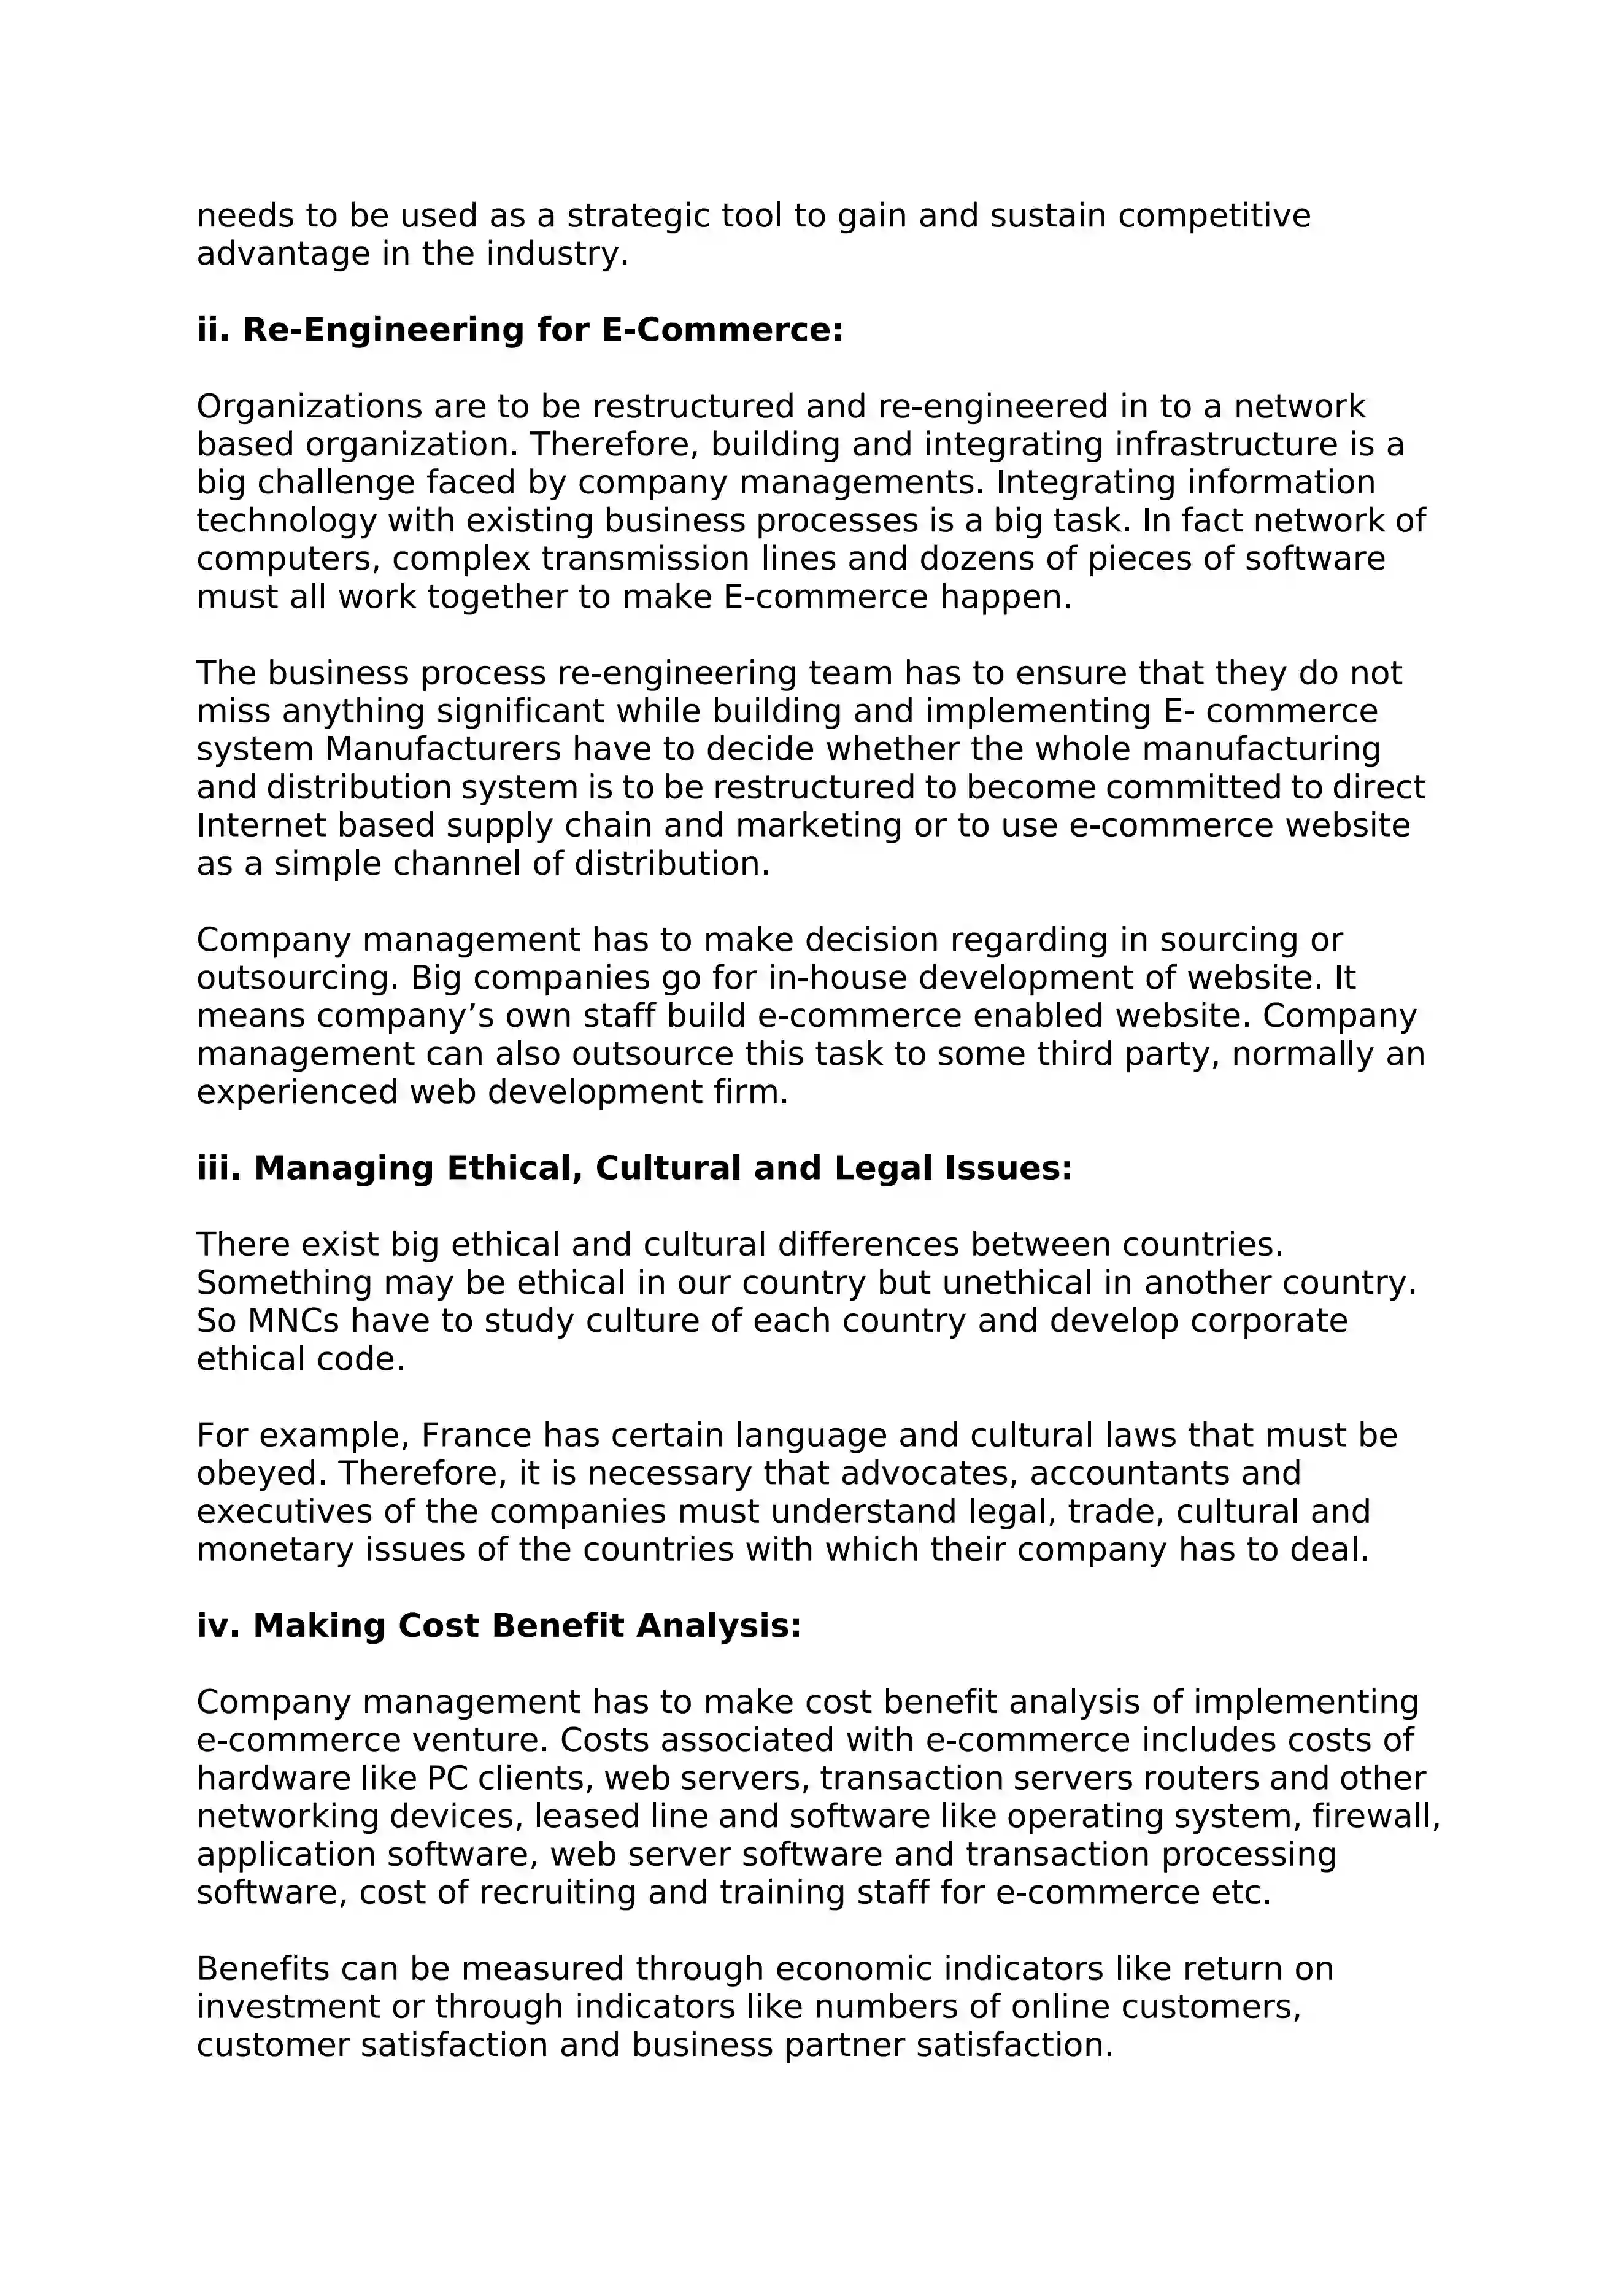 needs to be used as a strategic tool to gain and sustain competitive
advantage in the industry.
ii. Re-Engineering for E-Commerce:
Organizations are to be restructured and re-engineered in to a network
based organization. Therefore, building and integrating infrastructure is a
big challenge faced by company managements. Integrating information
technology with existing business processes is a big task. In fact network of
computers, complex transmission lines and dozens of pieces of software
must all work together to make E-commerce happen.
The business process re-engineering team has to ensure that they do not
miss anything significant while building and implementing E- commerce
system Manufacturers have to decide whether the whole manufacturing
and distribution system is to be restructured to become committed to direct
Internet based supply chain and marketing or to use e-commerce website
as a simple channel of distribution.
Company management has to make decision regarding in sourcing or
outsourcing. Big companies go for in-house development of website. It
means company’s own staff build e-commerce enabled website. Company
management can also outsource this task to some third party, normally an
experienced web development firm.
iii. Managing Ethical, Cultural and Legal Issues:
There exist big ethical and cultural differences between countries.
Something may be ethical in our country but unethical in another country.
So MNCs have to study culture of each country and develop corporate
ethical code.
For example, France has certain language and cultural laws that must be
obeyed. Therefore, it is necessary that advocates, accountants and
executives of the companies must understand legal, trade, cultural and
monetary issues of the countries with which their company has to deal.
iv. Making Cost Benefit Analysis:
Company management has to make cost benefit analysis of implementing
e-commerce venture. Costs associated with e-commerce includes costs of
hardware like PC clients, web servers, transaction servers routers and other
networking devices, leased line and software like operating system, firewall,
application software, web server software and transaction processing
software, cost of recruiting and training staff for e-commerce etc.
Benefits can be measured through economic indicators like return on
investment or through indicators like numbers of online customers,
customer satisfaction and business partner satisfaction.